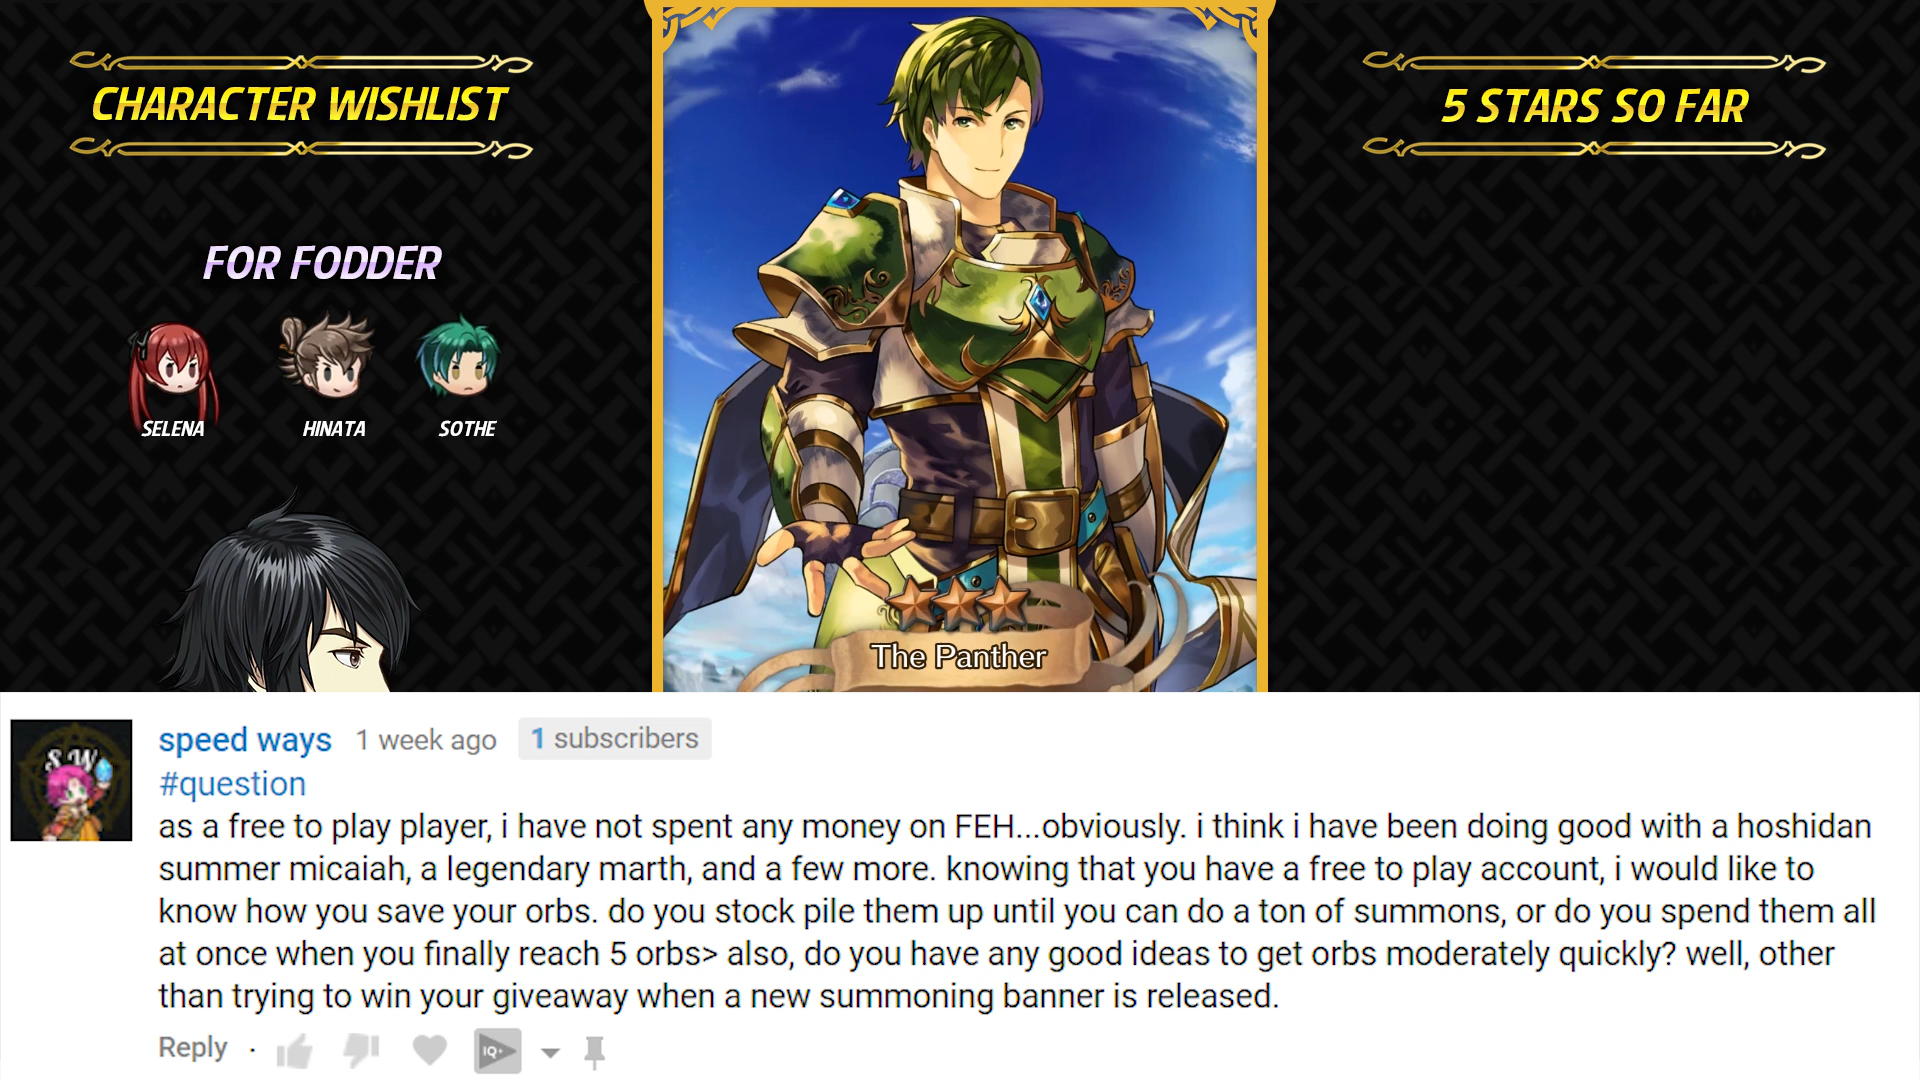 CHARACTER WISHLIST
5 STARS SO FAR
FOR FODDER
SELENA
HINATA
SOTHE
The Panther
speed ways 1 week ago 1 subscribers
#question
as a free to play player, i have not spent any money on FEH...obviously. i think i have been doing good with a hoshidan
summer micaiah, a legendary marth, and a few more. knowing that you have a free to play account, i would like to
know how you save your orbs. do you stock pile them up until you can do a ton of summons, or do you spend them all
at once when you finally reach 5 orbs> also, do you have any good ideas to get orbs moderately quickly? well, other
than trying to win your giveaway when a new summoning banner is released.
Reply ·
IQ+
S W